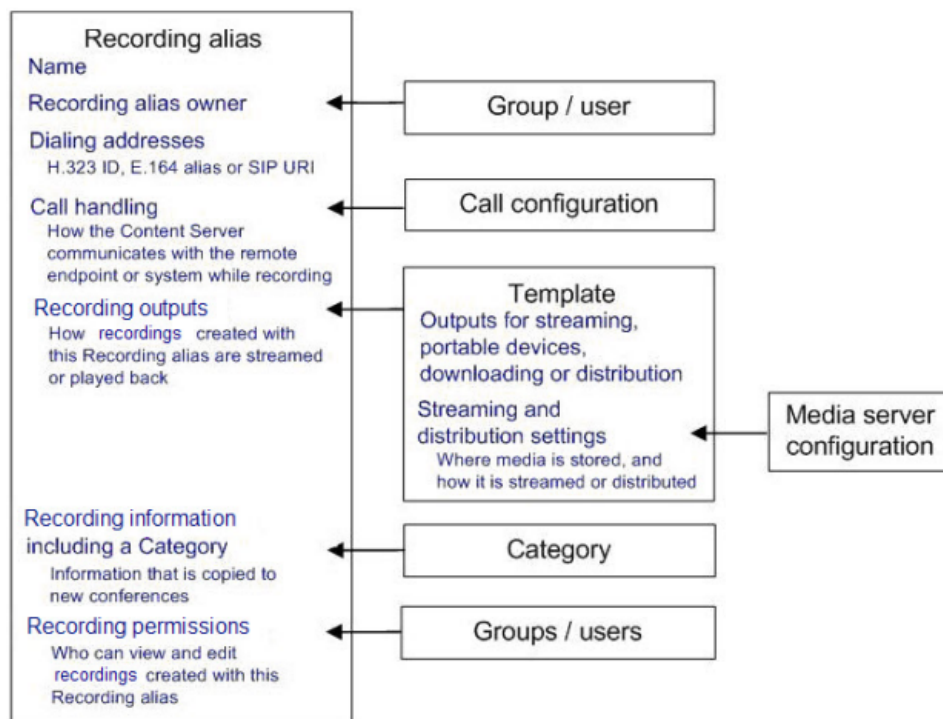 Recording alias
Name
Recording alias owner
Group / user
Dialing addresses
H.323 ID, E.164 alias or SIP URI
Call handling
Call configuration
How the Content Server
communicates with the remote
endpoint or system while recording
Recording outputs
How recordings created with
this Recording alias are streamed
or played back
Template
Outputs for streaming,
portable devices,
downloading or distribution
Streaming and
distribution settings
Where media is stored, and
how it is streamed or distributed
Media server
configuration
Recording information
including a Category
Category
Information that is copied to
new conferences
Recording permissions
Groups / users
Who can view and edit
recordings created with this
Recording alias